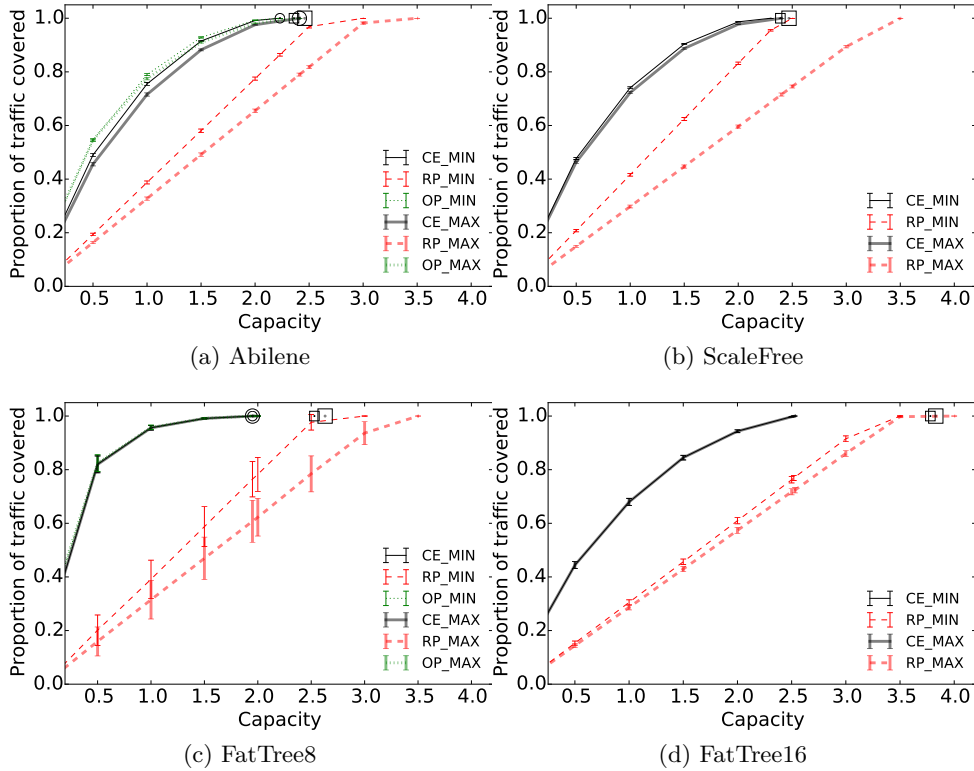 Proportion of traffic covered
1.0
0.8
0.6
0.4
0.2
0.0
CE_MIN
RP_MIN
OP_MIN
CE_MAX
RP_MAX
OP_MAX
0.5 1.0 1.5 2.0 2.5 3.0 3.5 4.0
Capacity
(a) Abilene
Proportion of traffic covered
1.0
0.8
0.6
0.4
0.2
0.0
CE_MIN
RP_MIN
CE_MAX
RP_MAX
0.5 1.0 1.5 2.0 2.5 3.0 3.5 4.0
Capacity
(b) ScaleFree
Proportion of traffic covered
1.0
0.8
0.6
0.4
0.2
0.0
CE_MIN
RP_MIN
OP_MIN
CE_MAX
RP_MAX
OP_MAX
0.5 1.0 1.5 2.0 2.5 3.0 3.5 4.0
Capacity
(c) FatTree8
Proportion of traffic covered
1.0
0.8
0.6
0.4
0.2
0.0
CE_MIN
RP_MIN
CE_MAX
RP_MAX
0.5 1.0 1.5 2.0 2.5 3.0 3.5 4.0
Capacity
(d) FatTree16